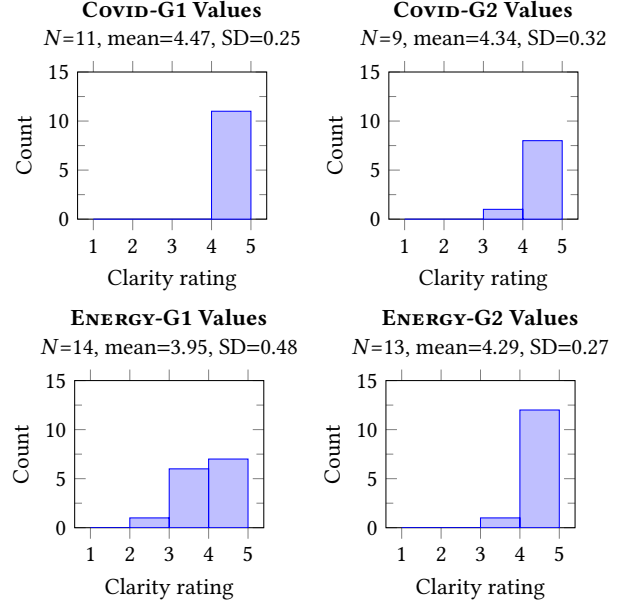 COVID-G1 Values
N=11, mean=4.47, SD=0.25
15
10
5
0
Count
1 2 3 4 5
Clarity rating
COVID-G2 Values
N=9, mean=4.34, SD=0.32
15
10
5
0
Count
1 2 3 4 5
Clarity rating
ENERGY-G1 Values
N=14, mean=3.95, SD=0.48
15
10
5
0
Count
1 2 3 4 5
Clarity rating
ENERGY-G2 Values
N=13, mean=4.29, SD=0.27
15
10
5
0
Count
1 2 3 4 5
Clarity rating